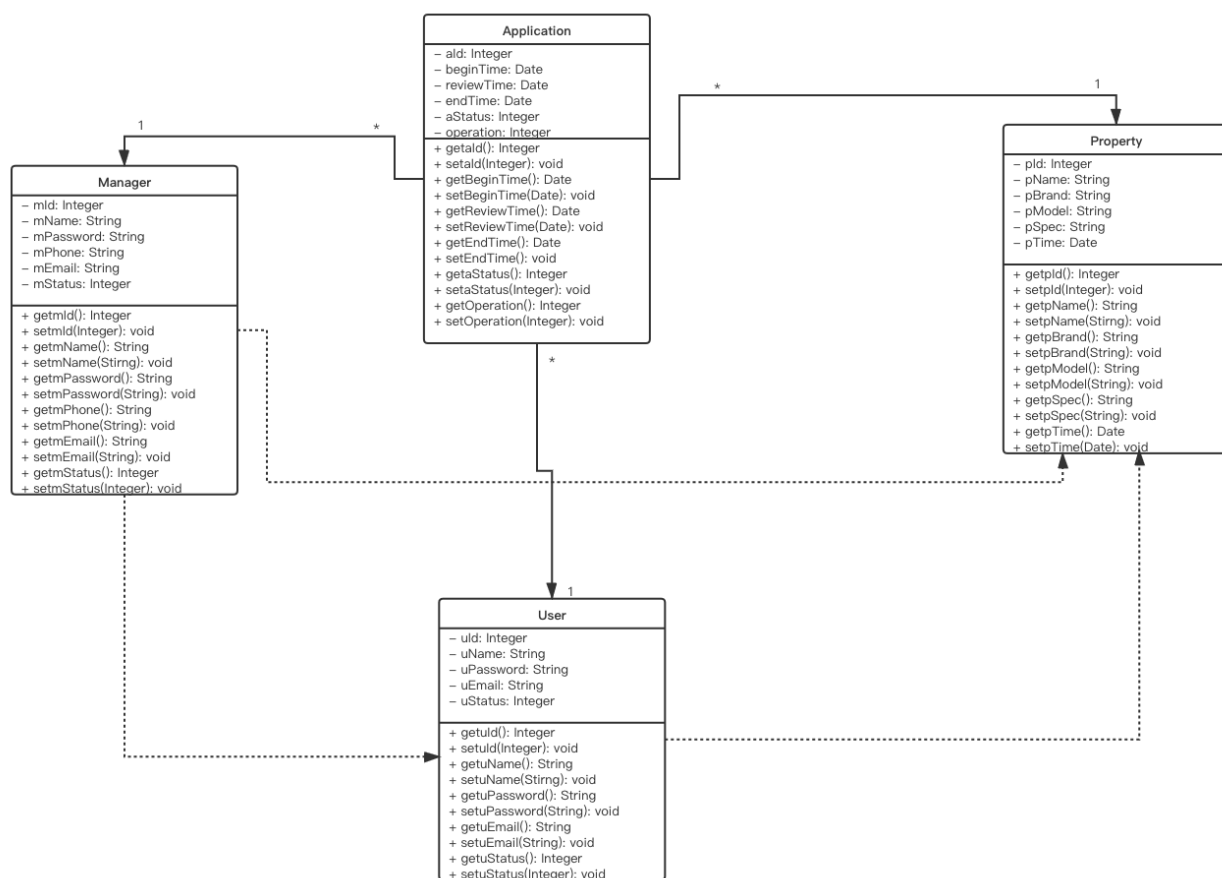 Application
– aId: Integer
– beginTime: Date
– reviewTime: Date
– endTime: Date
– aStatus: Integer
– operation: Integer
+ getaId(): Integer
+ setaId(Integer): void
+ getBeginTime(): Date
+ setBeginTime(Date): void
+ getReviewTime(): Date
+ setReviewTime(Date): void
+ getEndTime(): Date
+ setEndTime(): void
+ getaStatus(): Integer
+ setaStatus(Integer): void
+ getOperation(): Integer
+ setOperation(Integer): void
1
*
*
1
*
1
Manager
– mId: Integer
– mName: String
– mPassword: String
– mPhone: String
– mEmail: String
– mStatus: Integer
+ getmId(): Integer
+ setmId(Integer): void
+ getmName(): String
+ setmName(Stirng): void
+ getmPassword(): String
+ setmPassword(String): void
+ getmPhone(): String
+ setmPhone(String): void
+ getmEmail(): String
+ setmEmail(String): void
+ getmStatus(): Integer
+ setmStatus(Integer): void
Property
– pId: Integer
– pName: String
– pBrand: String
– pModel: String
– pSpec: String
– pTime: Date
+ getpId(): Integer
+ setpId(Integer): void
+ getpName(): String
+ setpName(Stirng): void
+ getpBrand(): String
+ setpBrand(String): void
+ getpModel(): String
+ setpModel(String): void
+ getpSpec(): String
+ setpSpec(String): void
+ getpTime(): Date
+ setpTime(Date): void
User
– uId: Integer
– uName: String
– uPassword: String
– uEmail: String
– uStatus: Integer
+ getuId(): Integer
+ setuId(Integer): void
+ getuName(): String
+ setuName(Stirng): void
+ getuPassword(): String
+ setuPassword(String): void
+ getuEmail(): String
+ setuEmail(String): void
+ getuStatus(): Integer
+ setuStatus(Integer): void